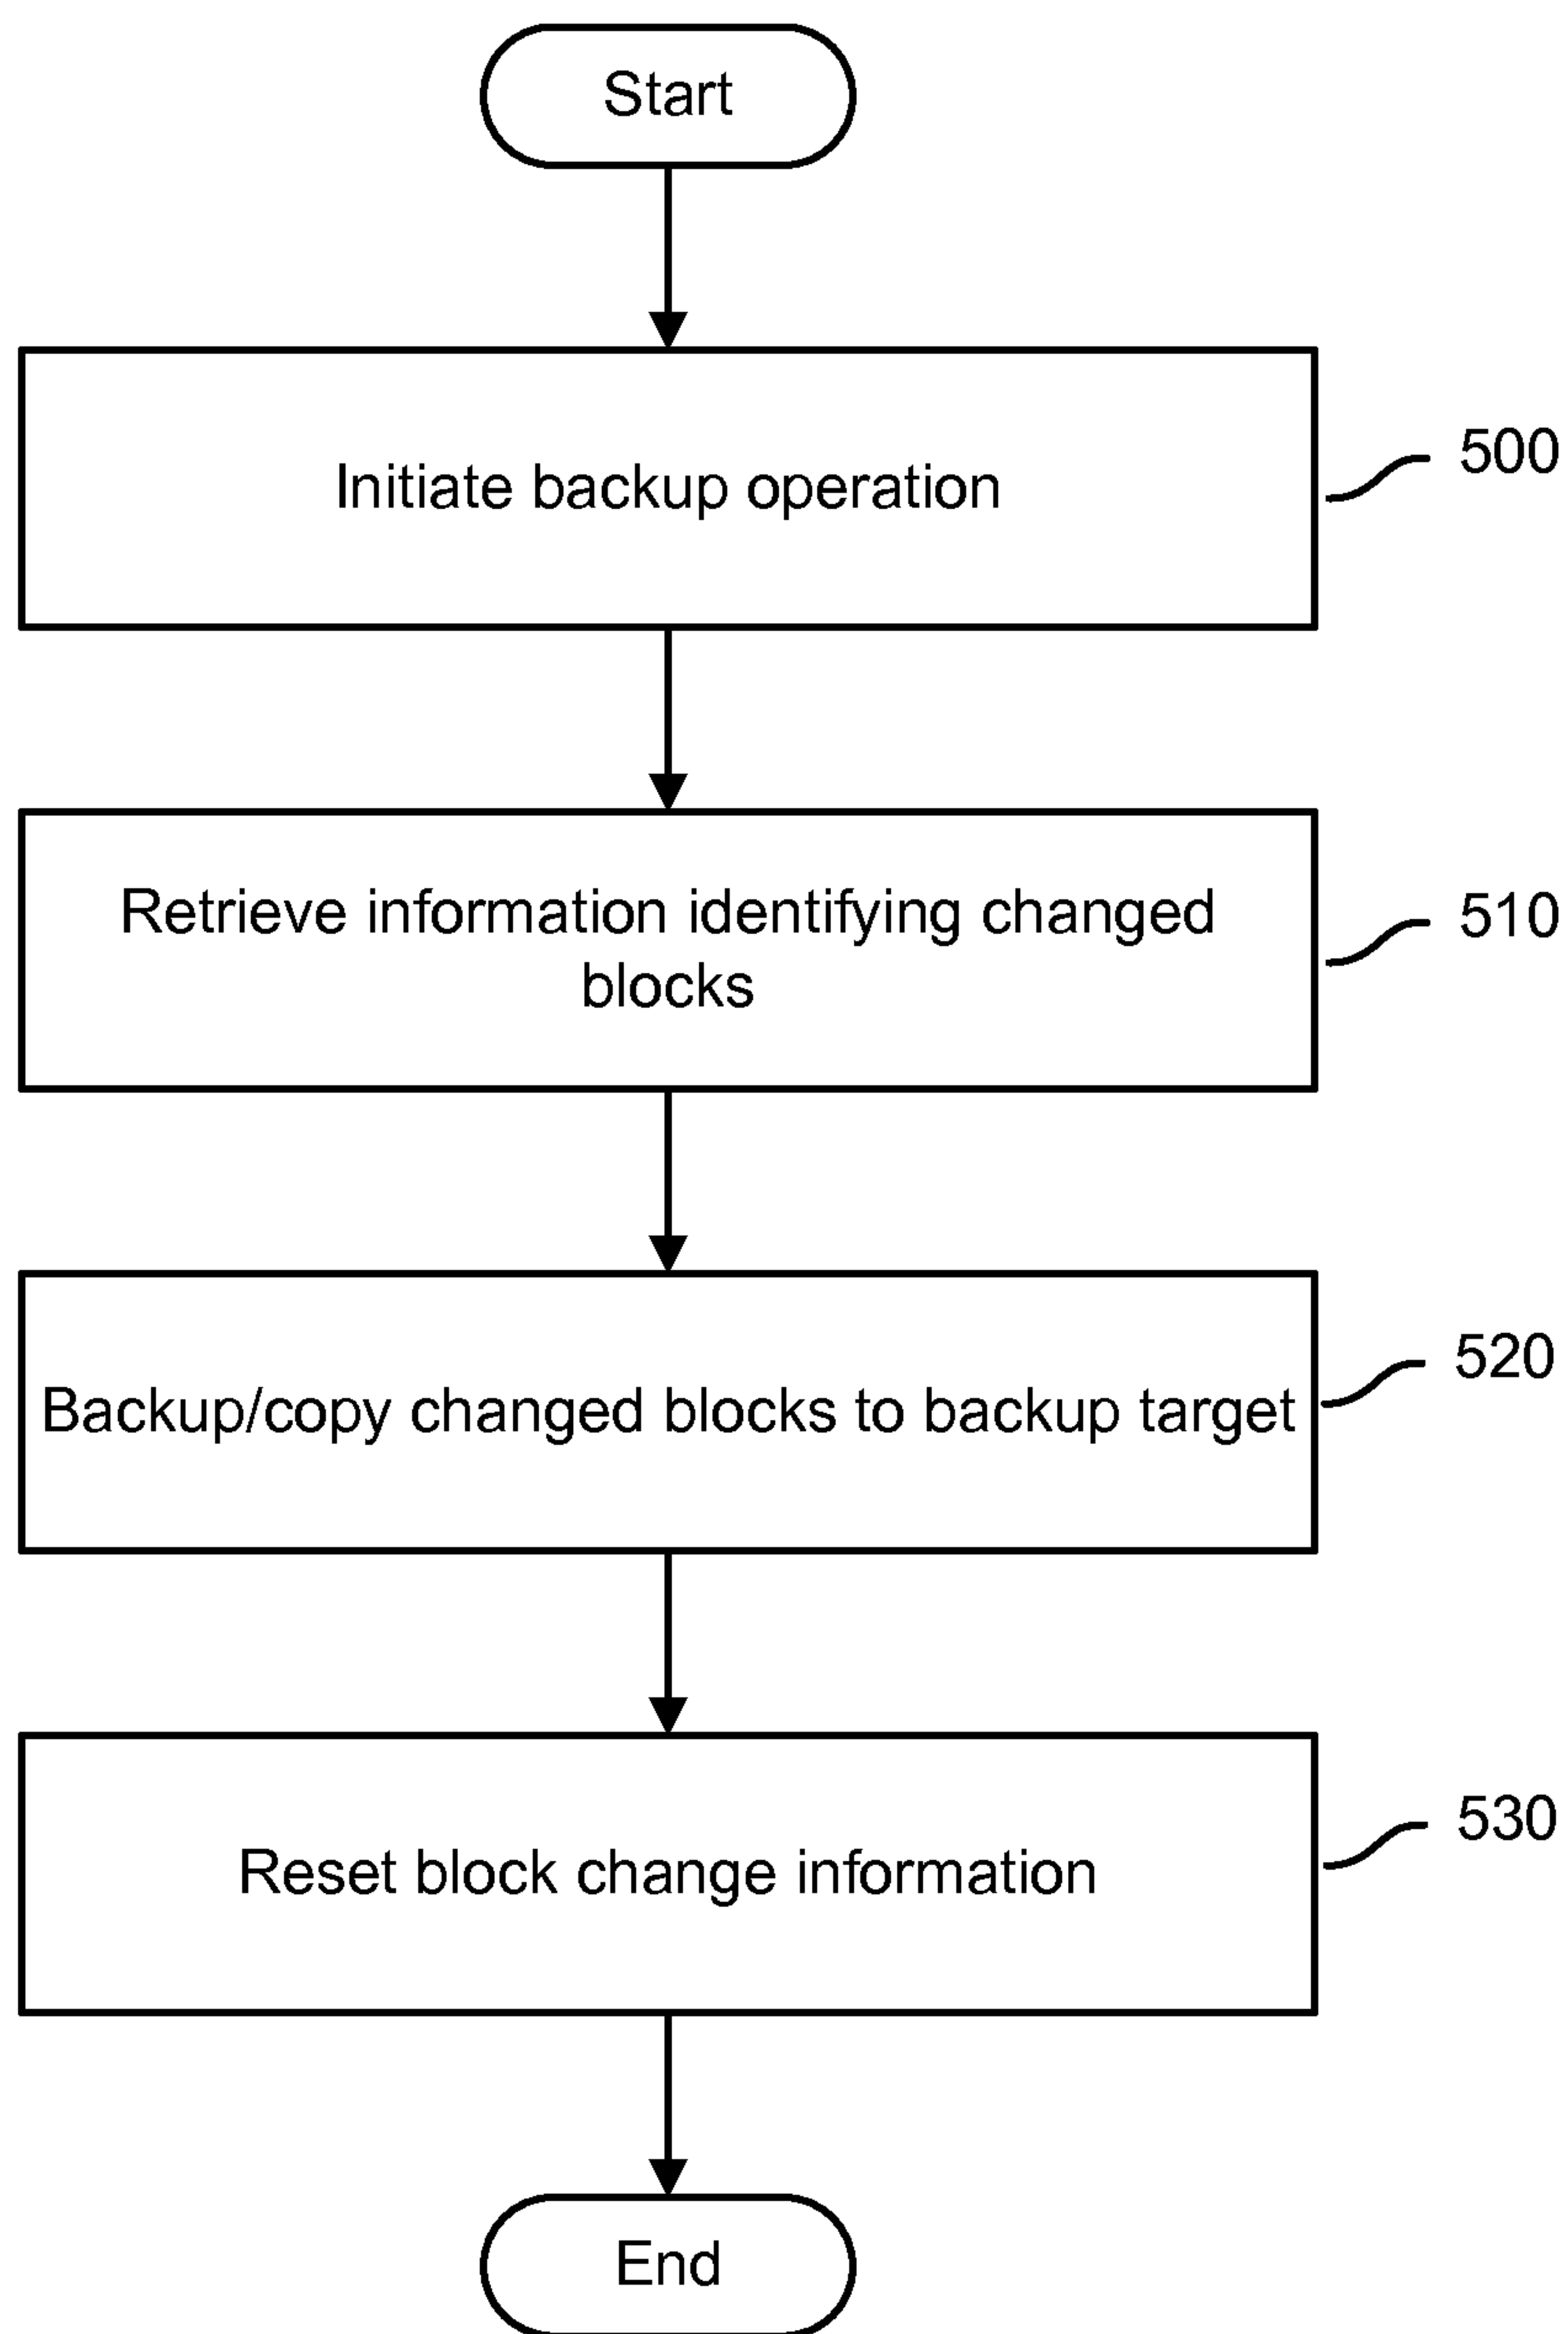 Start
Initiate backup operation
500
Retrieve information identifying changed
blocks
510
Backup/copy changed blocks to backup target
520
Reset block change information
530
End